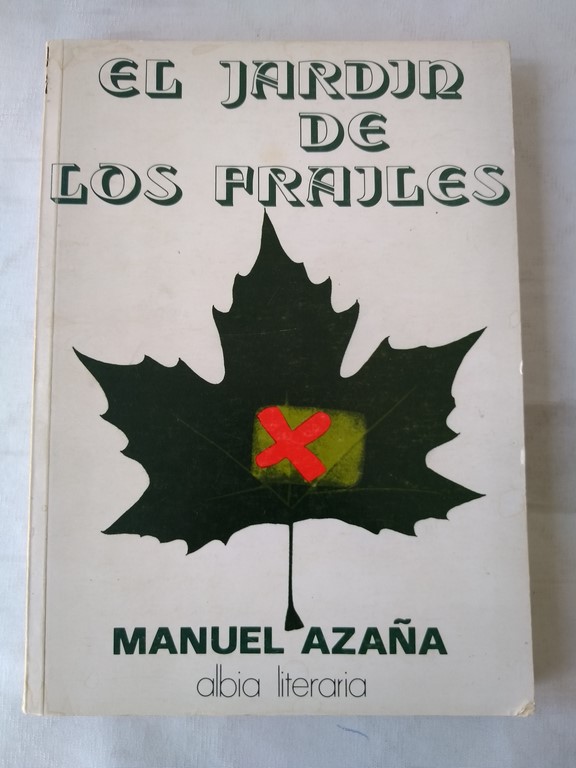 EL JARDIN
DE
LOS FRAILES
MANUEL AZAÑA
albia literaria